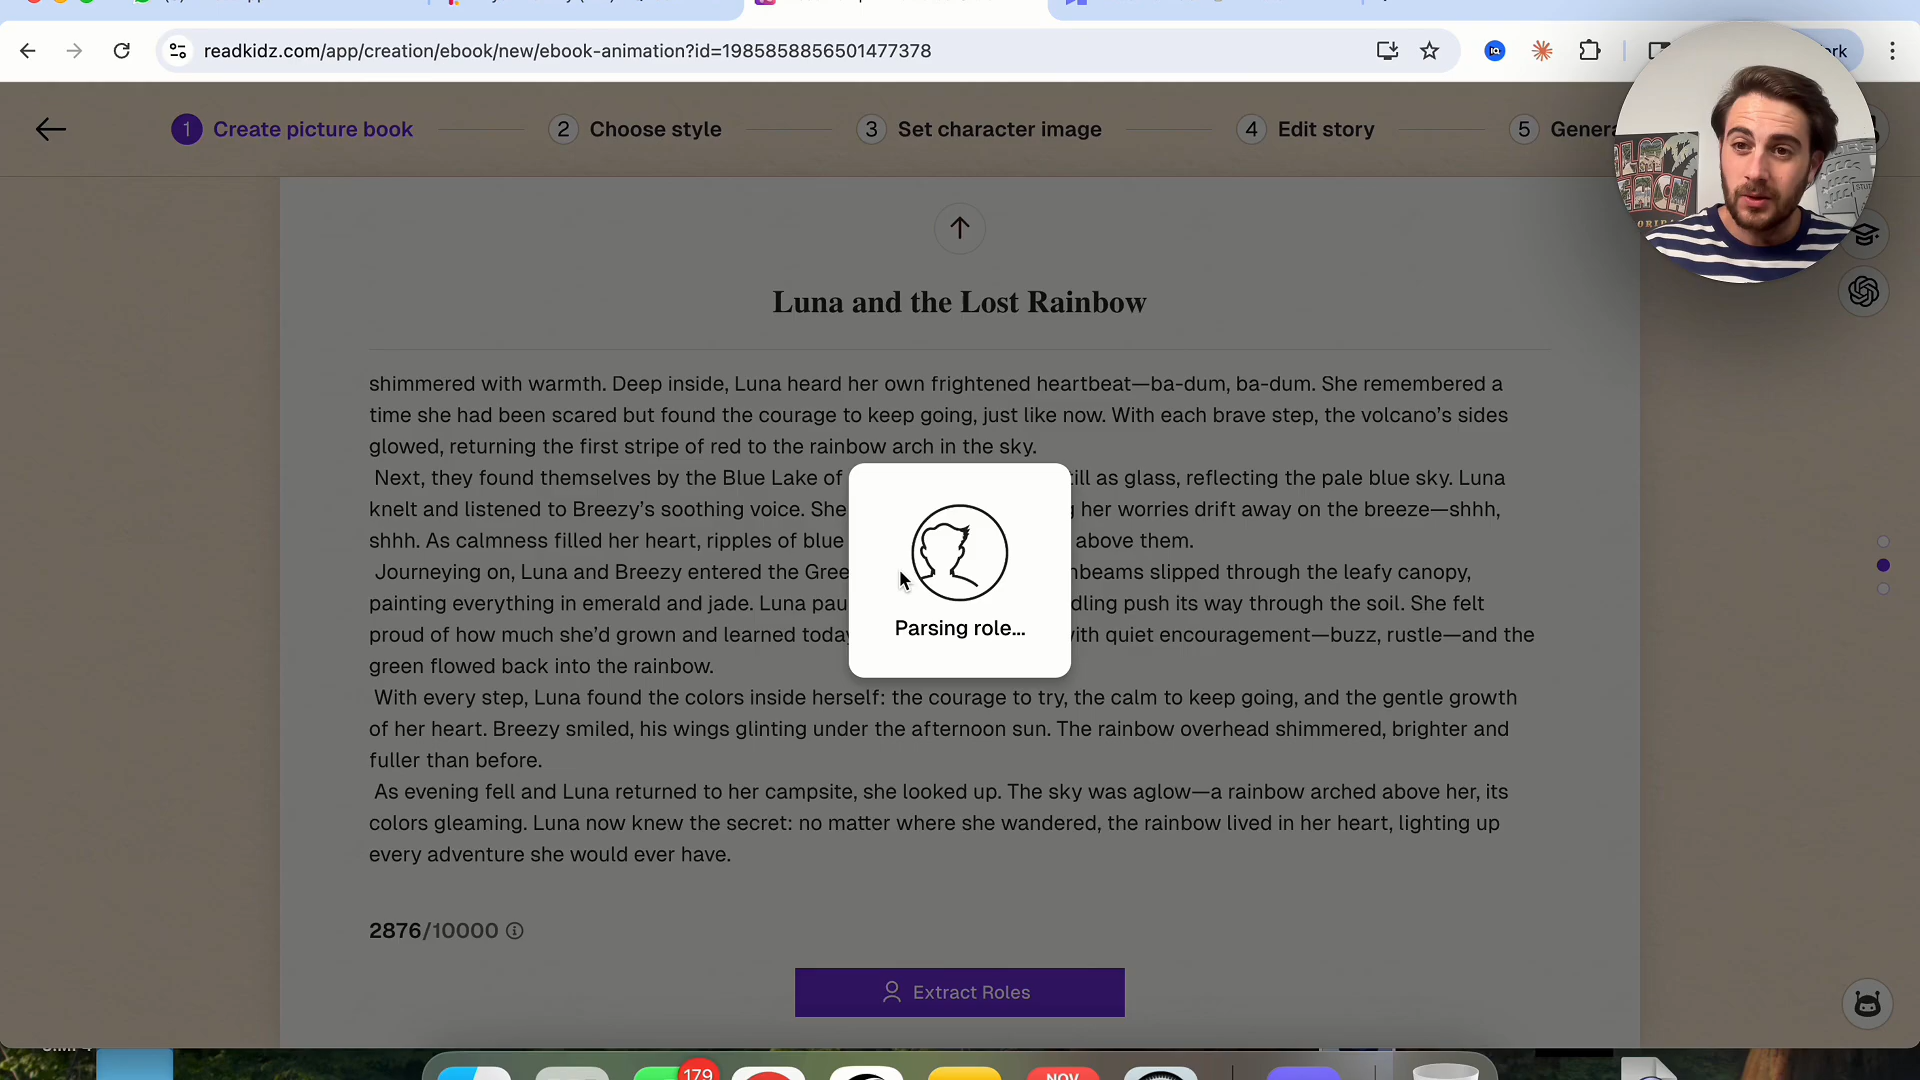 readkidz.com/app/creation/ebook/new/ebook-animation?id=1985858856501477378
1 Create picture book
2 Choose style
3 Set character image
4 Edit story
5 Genera
Luna and the Lost Rainbow
shimmered with warmth. Deep inside, Luna heard her own frightened heartbeat—ba-dum, ba-dum. She remembered a
time she had been scared but found the courage to keep going, just like now. With each brave step, the volcano’s sides
glowed, returning the first stripe of red to the rainbow arch in the sky.
Next, they found themselves by the Blue Lake of ill as glass, reflecting the pale blue sky. Luna
knelt and listened to Breezy’s soothing voice. She her worries drift away on the breeze—shhh,
shhh. As calmness filled her heart, ripples of blue above them.
Journeying on, Luna and Breezy entered the Gree nbeams slipped through the leafy canopy,
painting everything in emerald and jade. Luna pau dling push its way through the soil. She felt
proud of how much she’d grown and learned today ith quiet encouragement—buzz, rustle—and the
green flowed back into the rainbow.
With every step, Luna found the colors inside herself: the courage to try, the calm to keep going, and the gentle growth
of her heart. Breezy smiled, his wings glinting under the afternoon sun. The rainbow overhead shimmered, brighter and
fuller than before.
As evening fell and Luna returned to her campsite, she looked up. The sky was aglow—a rainbow arched above her, its
colors gleaming. Luna now knew the secret: no matter where she wandered, the rainbow lived in her heart, lighting up
every adventure she would ever have.
Parsing role...
2876/10000
Extract Roles
179
NOV